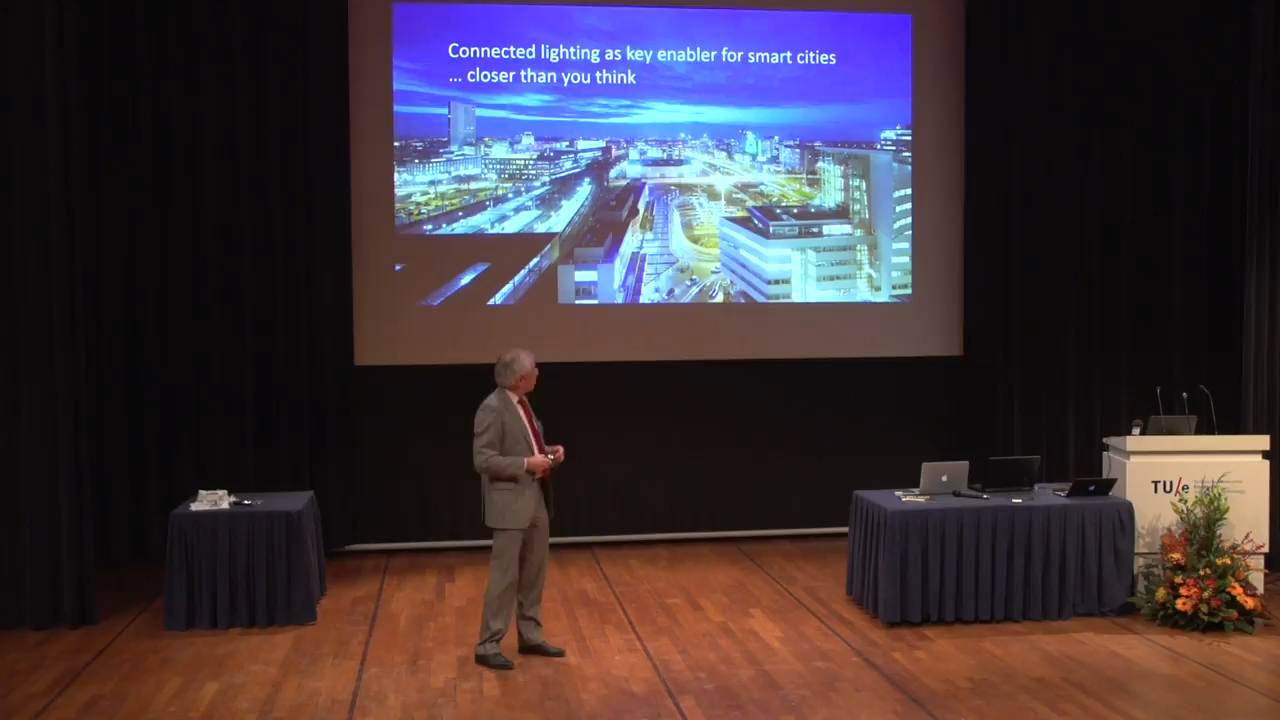 Connected lighting as key enabler for smart cities
... closer than you think
TU/e